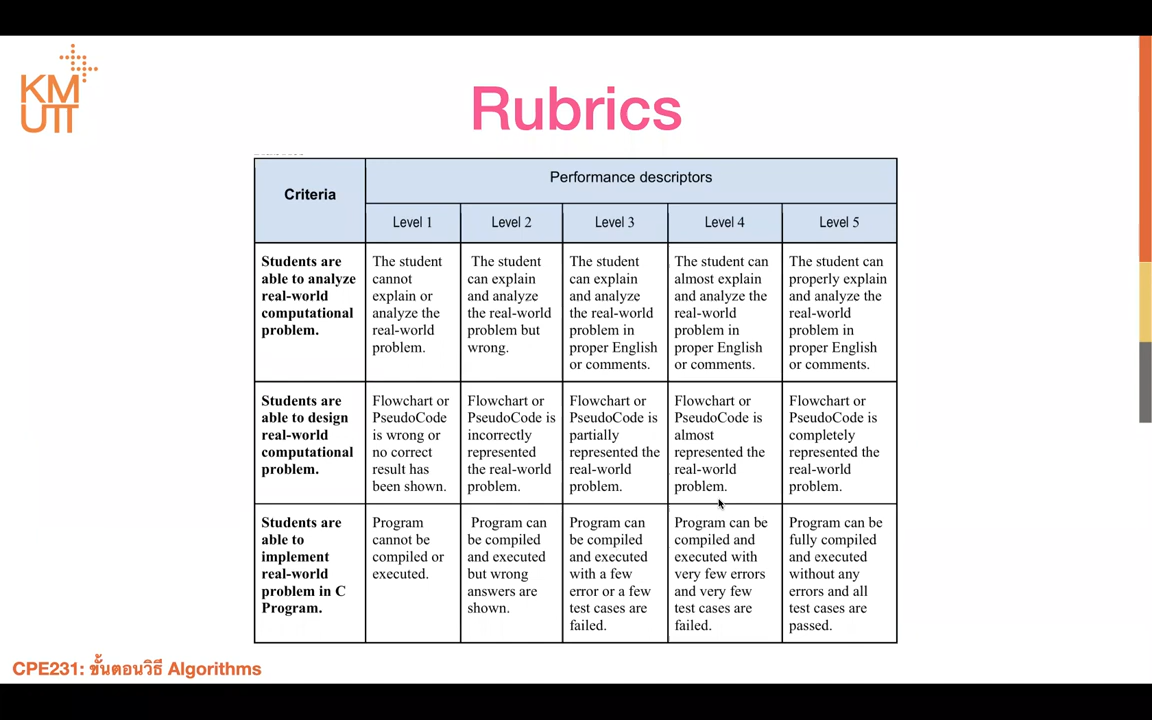 KM
UTT
Rubrics
Criteria
Performance descriptors
Level 1
Level 2
Level 3
Level 4
Level 5
Students are
able to analyze
real-world
computational
problem.
The student
cannot
explain or
analyze the
real-world
problem.
The student
can explain
and analyze
the real-world
problem but
wrong.
The student
can explain
and analyze
the real-world
problem in
proper English
or comments.
The student can
almost explain
and analyze the
real-world
problem in
proper English
or comments.
The student can
properly explain
and analyze the
real-world
problem in
proper English
or comments.
Students are
able to design
real-world
computational
problem.
Flowchart or
PseudoCode
is wrong or
no correct
result has
been shown.
Flowchart or
PseudoCode is
incorrectly
represented
the real-world
problem.
Flowchart or
PseudoCode is
partially
represented the
real-world
problem.
Flowchart or
PseudoCode is
almost
represented the
real-world
problem.
Flowchart or
PseudoCode is
completely
represented the
real-world
problem.
Students are
able to
implement
real-world
problem in C
Program.
Program
cannot be
compiled or
executed.
Program can
be compiled
and executed
but wrong
answers are
shown.
Program can
be compiled
and executed
with a few
error or a few
test cases are
failed.
Program can be
compiled and
executed with
very few errors
and very few
test cases are
failed.
Program can be
fully compiled
and executed
without any
errors and all
test cases are
passed.
CPE231: ขั้นตอนวิธี Algorithms